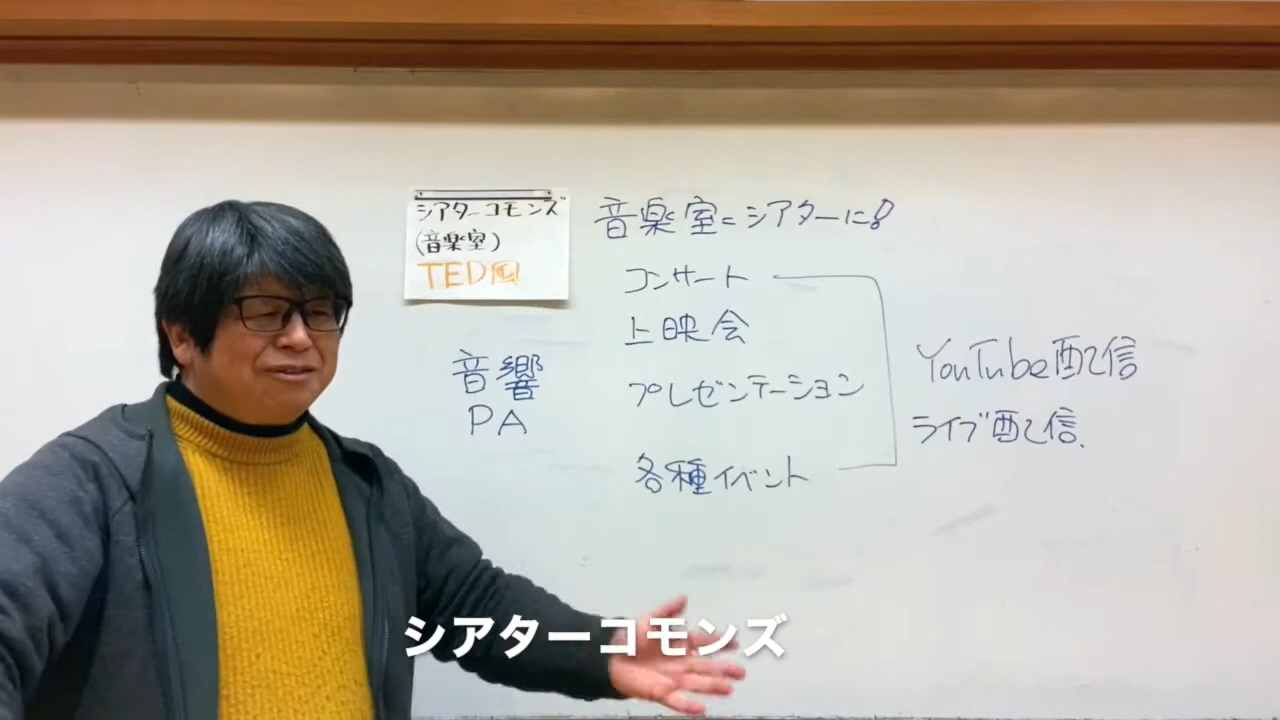 シアターコモンズ
(音楽室)
TED風
音楽室=シアターに!
コンサート
上映会
プレゼンテーション
各種イベント
音響
PA
YouTube配信
ライブ配信.
シアターコモンズ